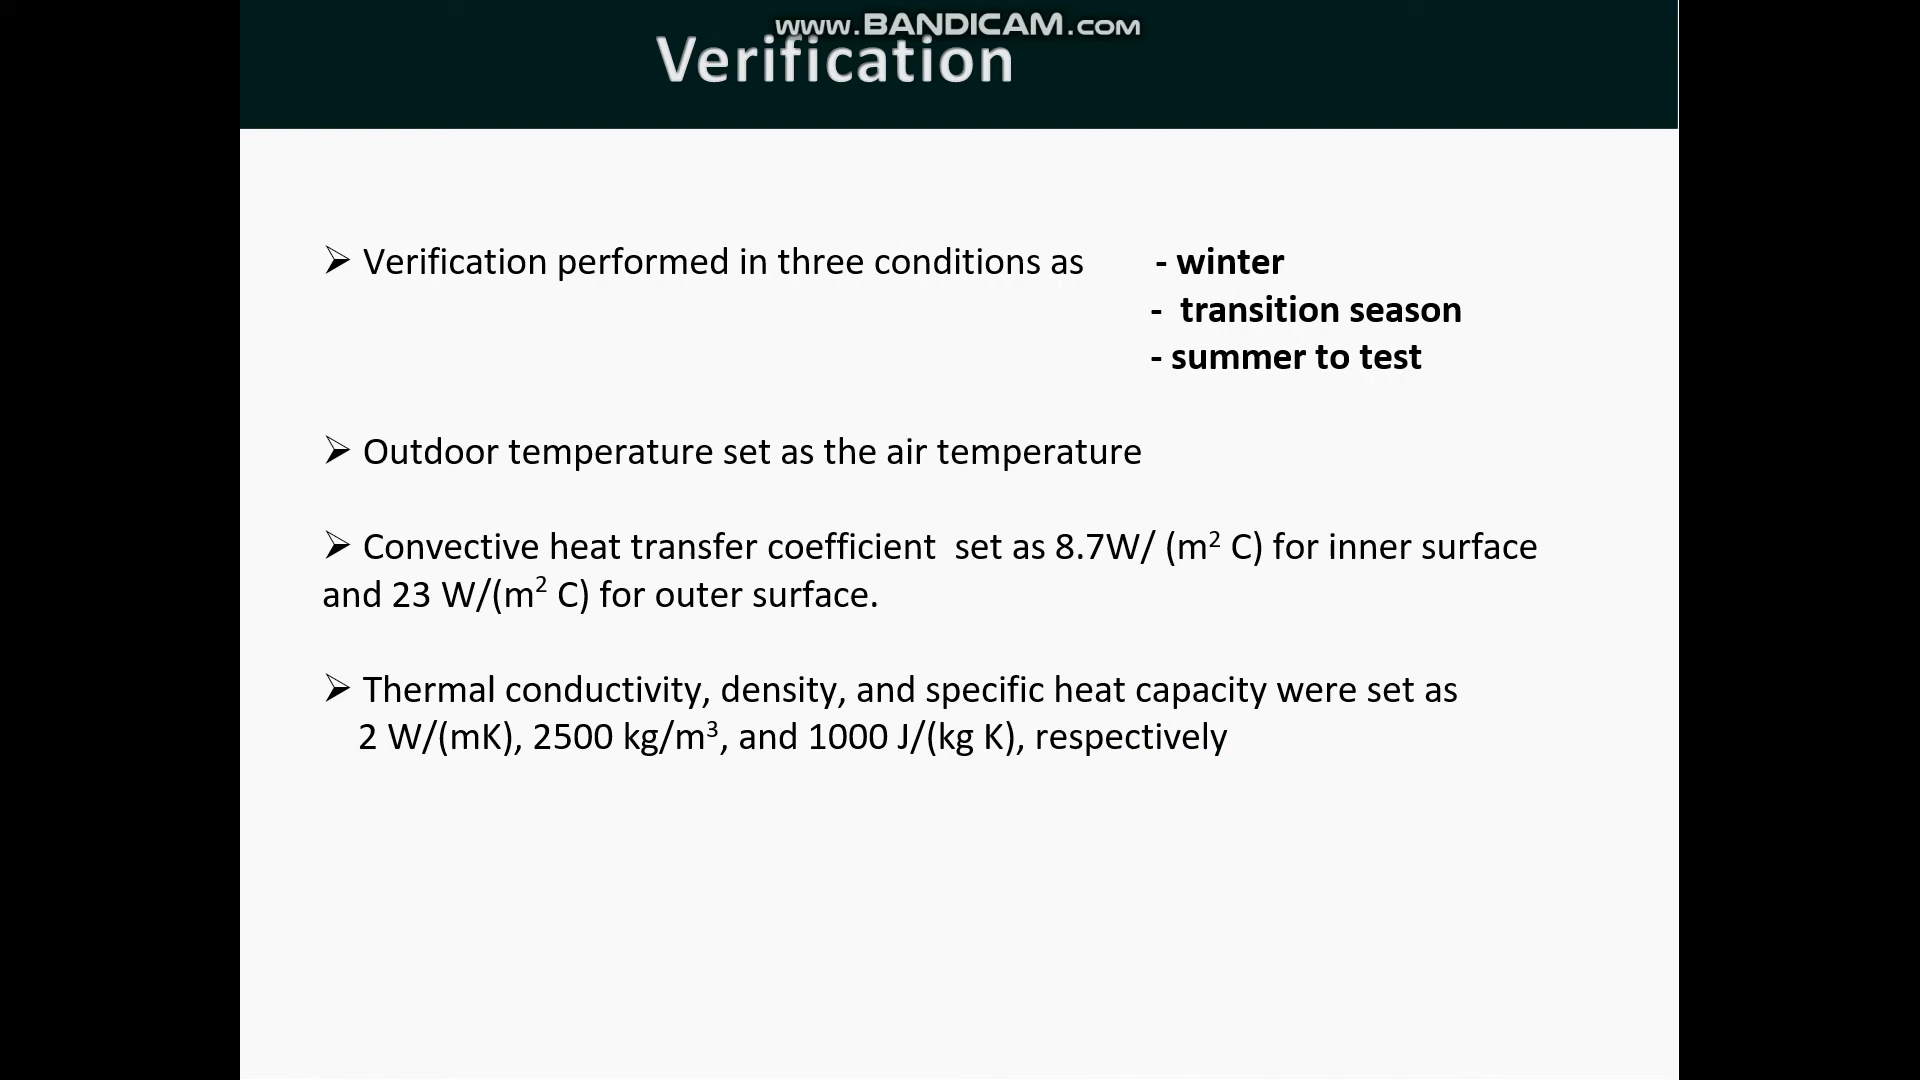 www.BANDICAM.com
Verification
➢ Verification performed in three conditions as - winter
- transition season
- summer to test
➢ Outdoor temperature set as the air temperature
➢ Convective heat transfer coefficient set as 8.7W/ (m² C) for inner surface
and 23 W/(m² C) for outer surface.
➢ Thermal conductivity, density, and specific heat capacity were set as
2 W/(mK), 2500 kg/m³, and 1000 J/(kg K), respectively